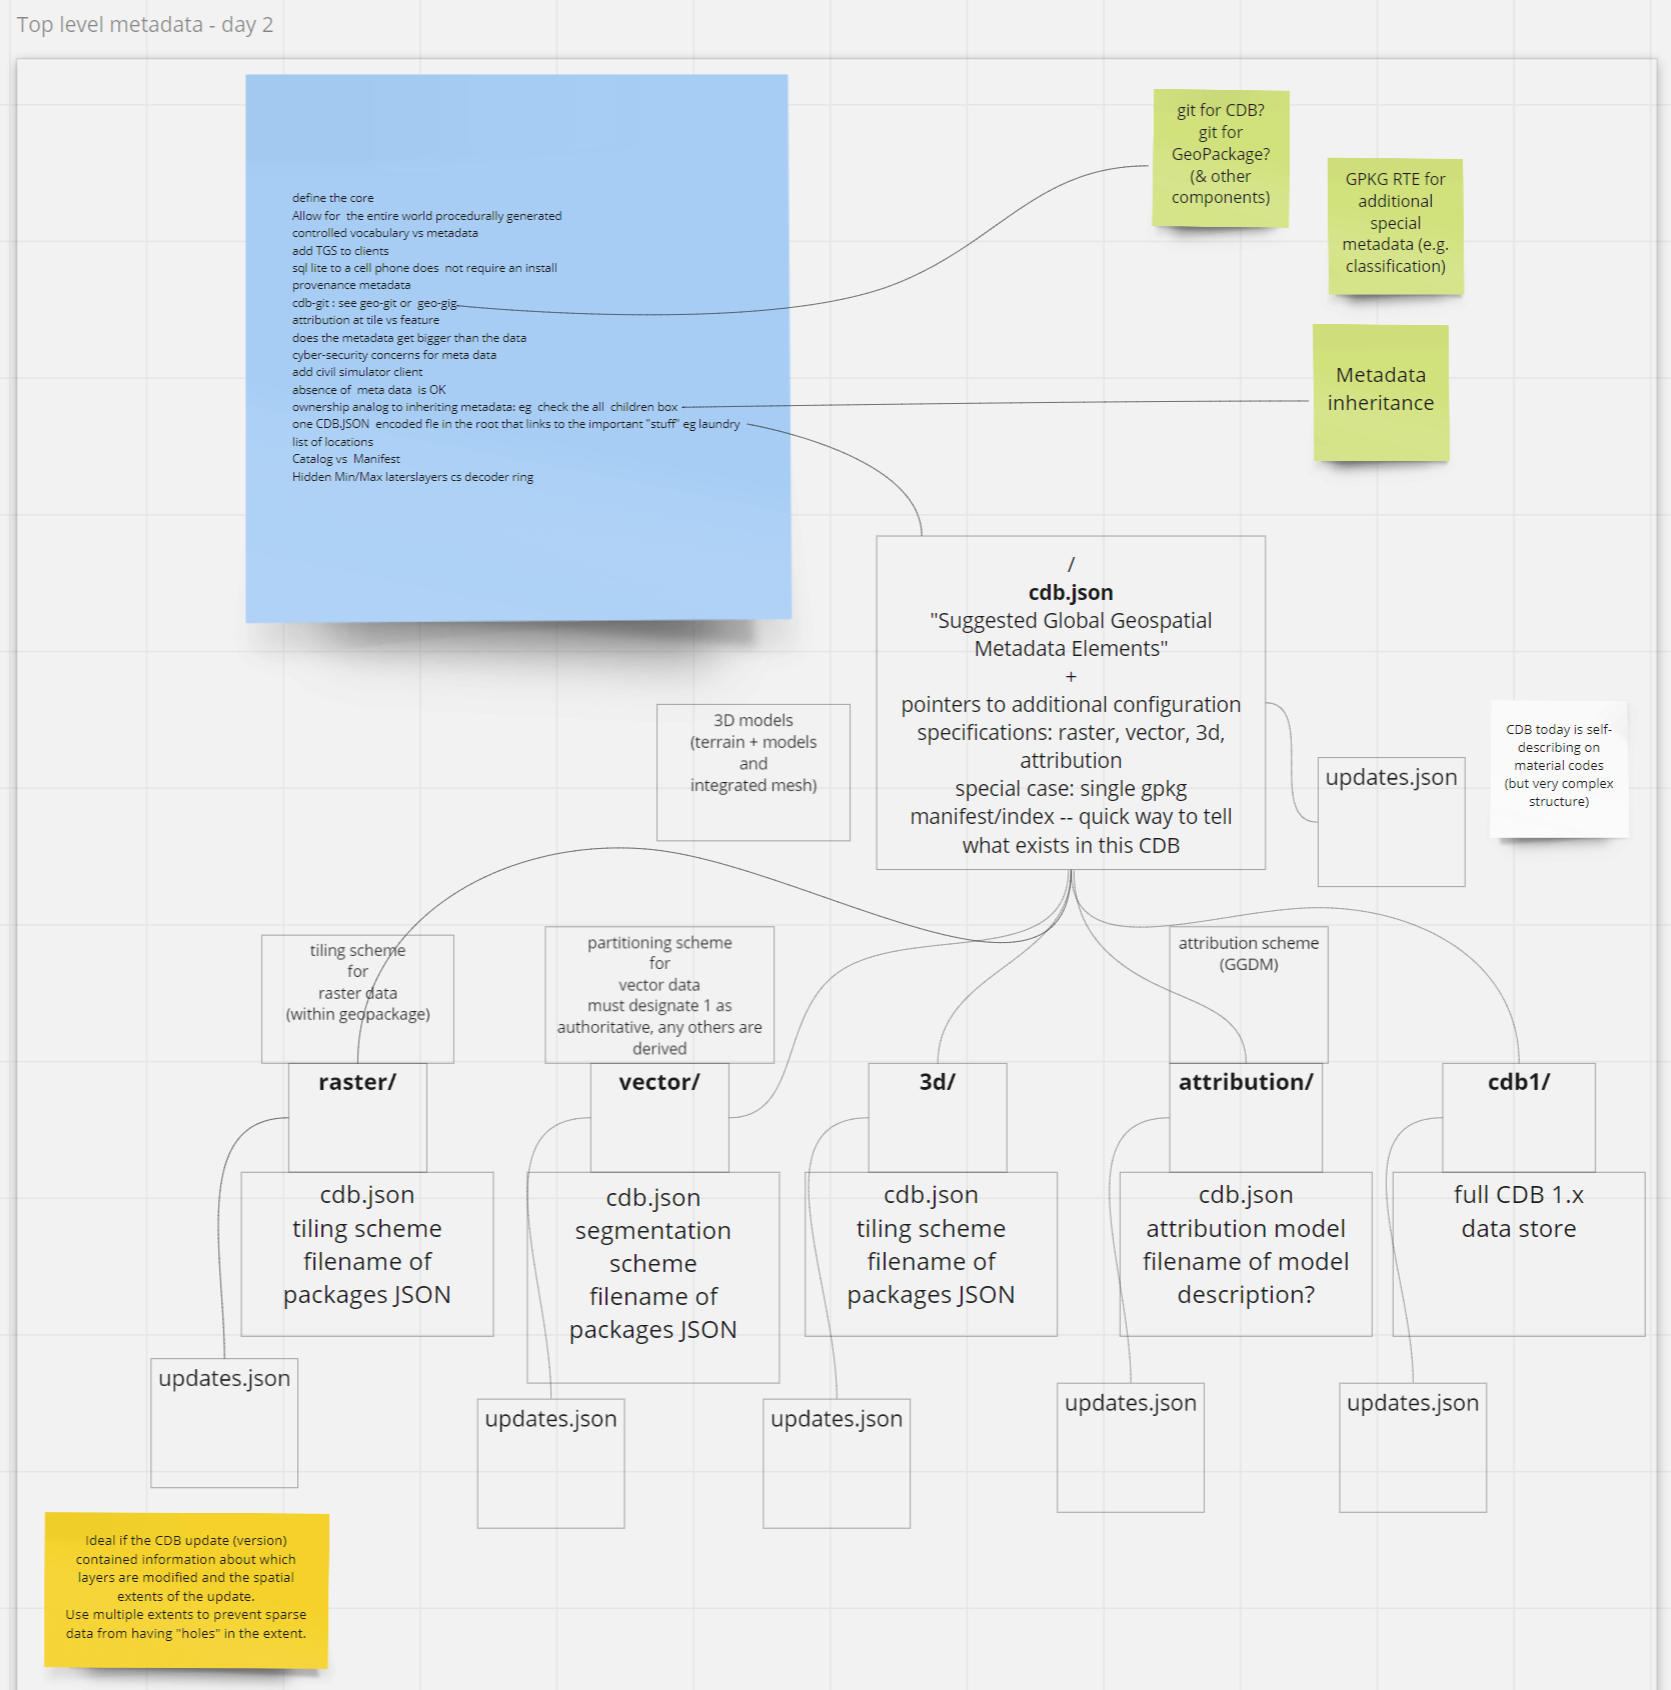 Top level metadata - day 2
define the core
Allow for  the entire world procedurally generated
controlled vocabulary vs metadata
add TGS to clients
sql lite to a cell phone does  not require an install
provenance metadata
cdb-git : see geo-git or  geo-gig
attribution at tile vs feature
does the metadata get bigger than the data
cyber-security concerns for meta data
add civil simulator client
absence of  meta data  is OK
ownership analog to inheriting metadata: eg  check the all  children box
one CDB.JSON  encoded fle in the root that links to the important "stuff" eg laundry
list of locations
Catalog vs  Manifest
Hidden Min/Max laterslayers cs decoder ring
git for CDB?
git for
GeoPackage?
(& other
components)
GPKG RTE for
additional
special
metadata (e.g.
classification)
Metadata
inheritance
/
cdb.json
"Suggested Global Geospatial
Metadata Elements"
+
pointers to additional configuration
specifications: raster, vector, 3d,
attribution
special case: single gpkg
manifest/index -- quick way to tell
what exists in this CDB
3D models
(terrain + models
and
integrated mesh)
updates.json
CDB today is self-
describing on
material codes
(but very complex
structure)
tiling scheme
for
raster data
(within geopackage)
partitioning scheme
for
vector data
must designate 1 as
authoritative, any others are
derived
attribution scheme
(GGDM)
raster/
vector/
3d/
attribution/
cdb1/
cdb.json
tiling scheme
filename of
packages JSON
cdb.json
segmentation
scheme
filename of
packages JSON
cdb.json
tiling scheme
filename of
packages JSON
cdb.json
attribution model
filename of model
description?
full CDB 1.x
data store
updates.json
updates.json
updates.json
updates.json
updates.json
Ideal if the CDB update (version)
contained information about which
layers are modified and the spatial
extents of the update.
Use multiple extents to prevent sparse
data from having "holes" in the extent.